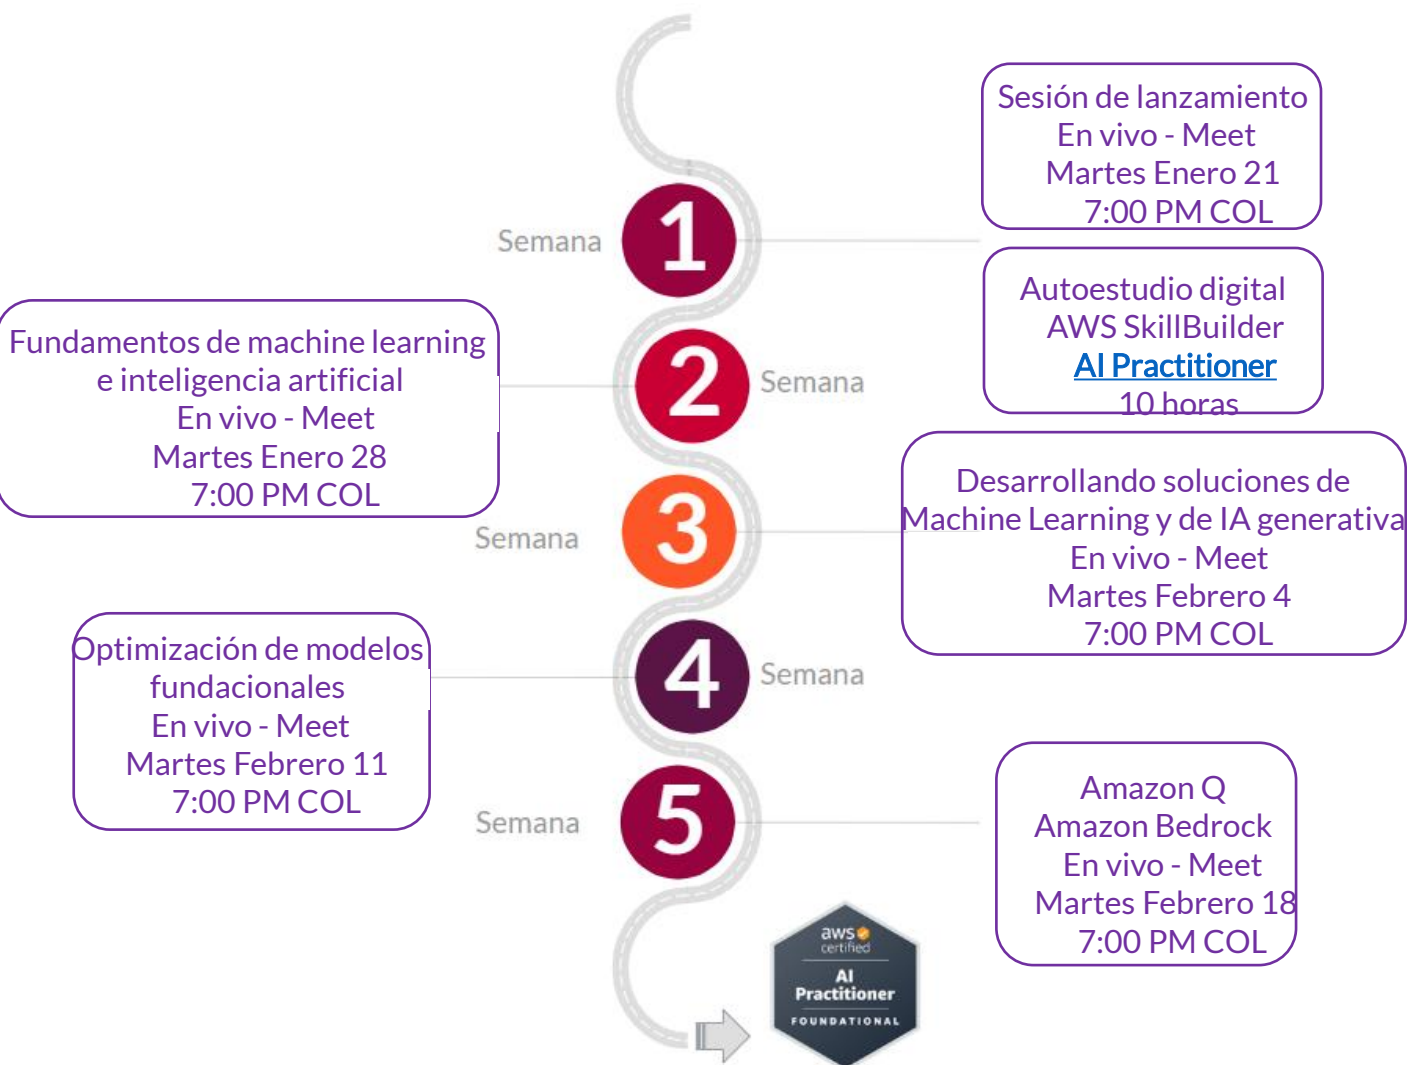 Sesión de lanzamiento
En vivo - Meet
Martes Enero 21
7:00 PM COL
Semana
1
Autoestudio digital
AWS SkillBuilder
AI Practitioner
10 horas
Fundamentos de machine learning
e inteligencia artificial
En vivo - Meet
Martes Enero 28
7:00 PM COL
2
Semana
Semana
3
Desarrollando soluciones de
Machine Learning y de IA generativa
En vivo - Meet
Martes Febrero 4
7:00 PM COL
Optimización de modelos
fundacionales
En vivo - Meet
Martes Febrero 11
7:00 PM COL
4
Semana
Semana
5
Amazon Q
Amazon Bedrock
En vivo - Meet
Martes Febrero 18
7:00 PM COL
aws
certified
AI
Practitioner
FOUNDATIONAL